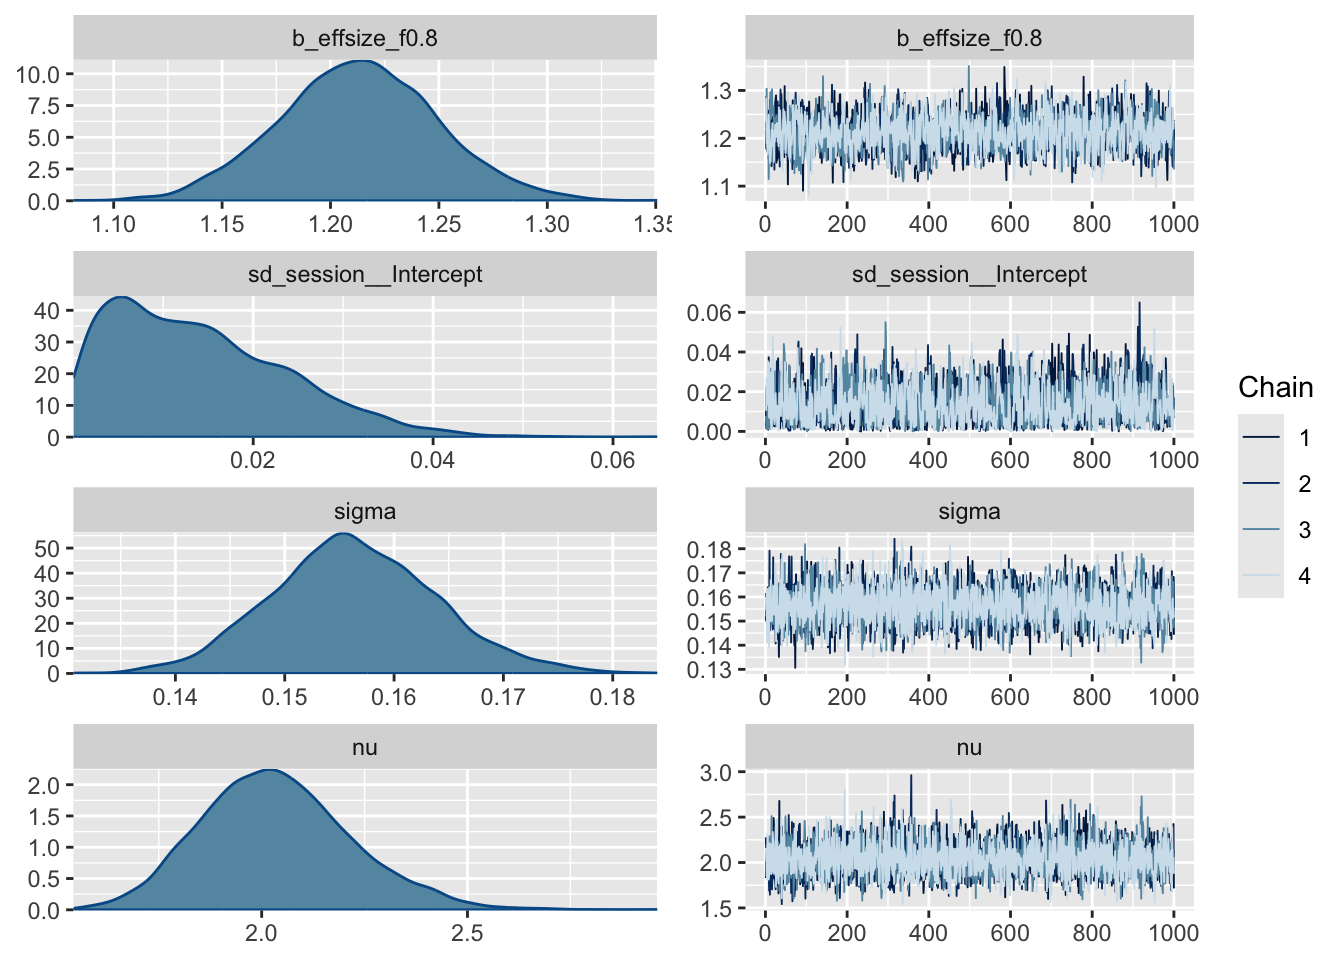 b_effsize_f0.8
10.0
7.5
5.0
2.5
0.0
1.10 1.15 1.20 1.25 1.30 1.35
b_effsize_f0.8
1.3
1.2
1.1
0 200 400 600 800 1000
sd_session__Intercept
40
30
20
10
0
0.02 0.04 0.06
sd_session__Intercept
0.06
0.04
0.02
0.00
0 200 400 600 800 1000
sigma
50
40
30
20
10
0
0.14 0.15 0.16 0.17 0.18
sigma
0.18
0.17
0.16
0.15
0.14
0.13
0 200 400 600 800 1000
nu
2.0
1.5
1.0
0.5
0.0
2.0 2.5
nu
3.0
2.5
2.0
1.5
0 200 400 600 800 1000
Chain
1
2
3
4